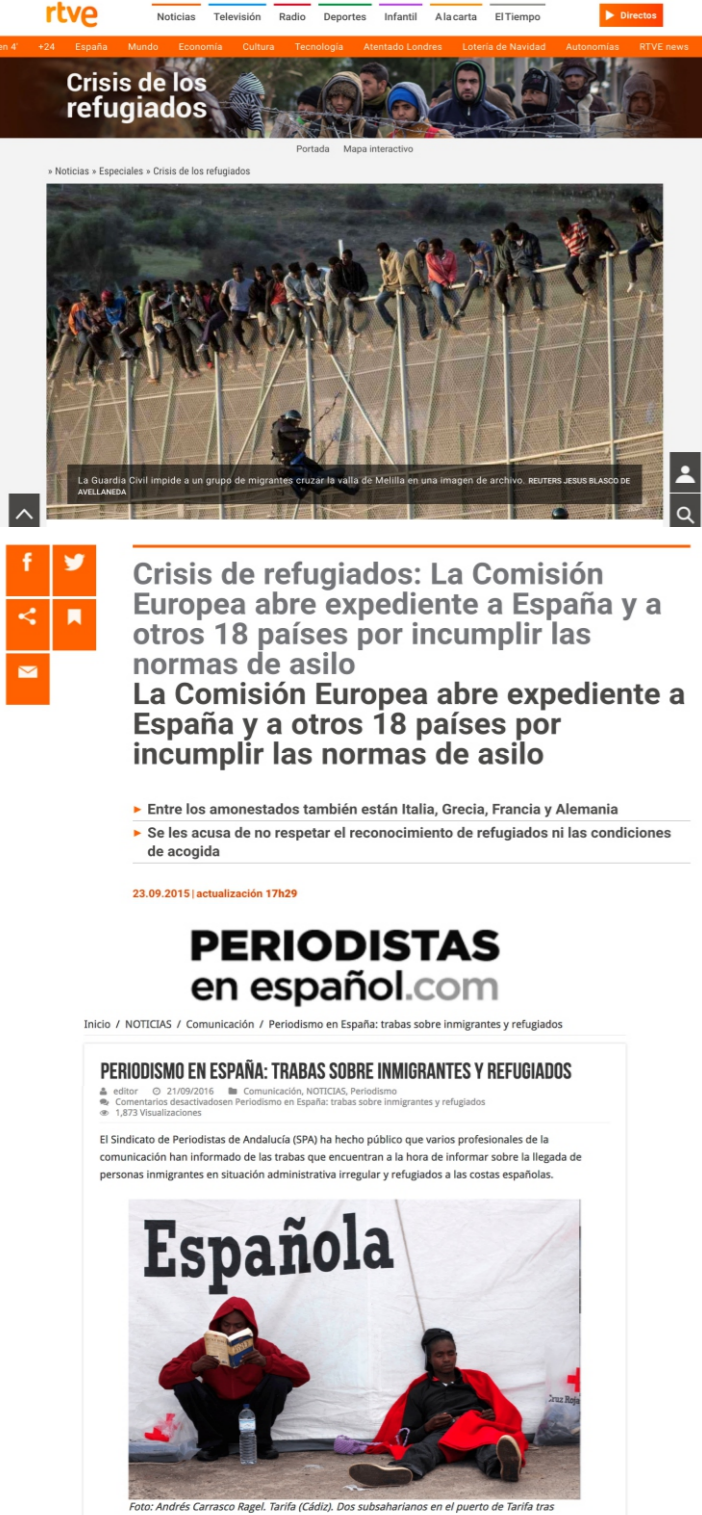 rtve
Noticias Televisión Radio Deportes Infantil A la carta El Tiempo
Directos
en 4' +24 España Mundo Economía Cultura Tecnología Atentado Londres Lotería de Navidad Autonomías RTVE news
Crisis de los
refugiados
Portada Mapa interactivo
» Noticias » Especiales » Crisis de los refugiados
La Guardia Civil impide a un grupo de migrantes cruzar la valla de Melilla en una imagen de archivo. REUTERS JESUS BLASCO DE
AVELLANEDA
Crisis de refugiados: La Comisión
Europea abre expediente a España y a
otros 18 países por incumplir las
normas de asilo
La Comisión Europea abre expediente a
España y a otros 18 países por
incumplir las normas de asilo
► Entre los amonestados también están Italia, Grecia, Francia y Alemania
► Se les acusa de no respetar el reconocimiento de refugiados ni las condiciones
de acogida
23.09.2015 | actualización 17h29
PERIODISTAS
en español.com
Inicio / NOTICIAS / Comunicación / Periodismo en España: trabas sobre inmigrantes y refugiados
PERIODISMO EN ESPAÑA: TRABAS SOBRE INMIGRANTES Y REFUGIADOS
editor 21/09/2016 Comunicación, NOTICIAS, Periodismo
Comentarios desactivadosen Periodismo en España: trabas sobre inmigrantes y refugiados
1,873 Visualizaciones
El Sindicato de Periodistas de Andalucía (SPA) ha hecho público que varios profesionales de la
comunicación han informado de las trabas que encuentran a la hora de informar sobre la llegada de
personas inmigrantes en situación administrativa irregular y refugiados a las costas españolas.
Española
Cruz Roja
Foto: Andrés Carrasco Ragel. Tarifa (Cádiz). Dos subsaharianos en el puerto de Tarifa tras